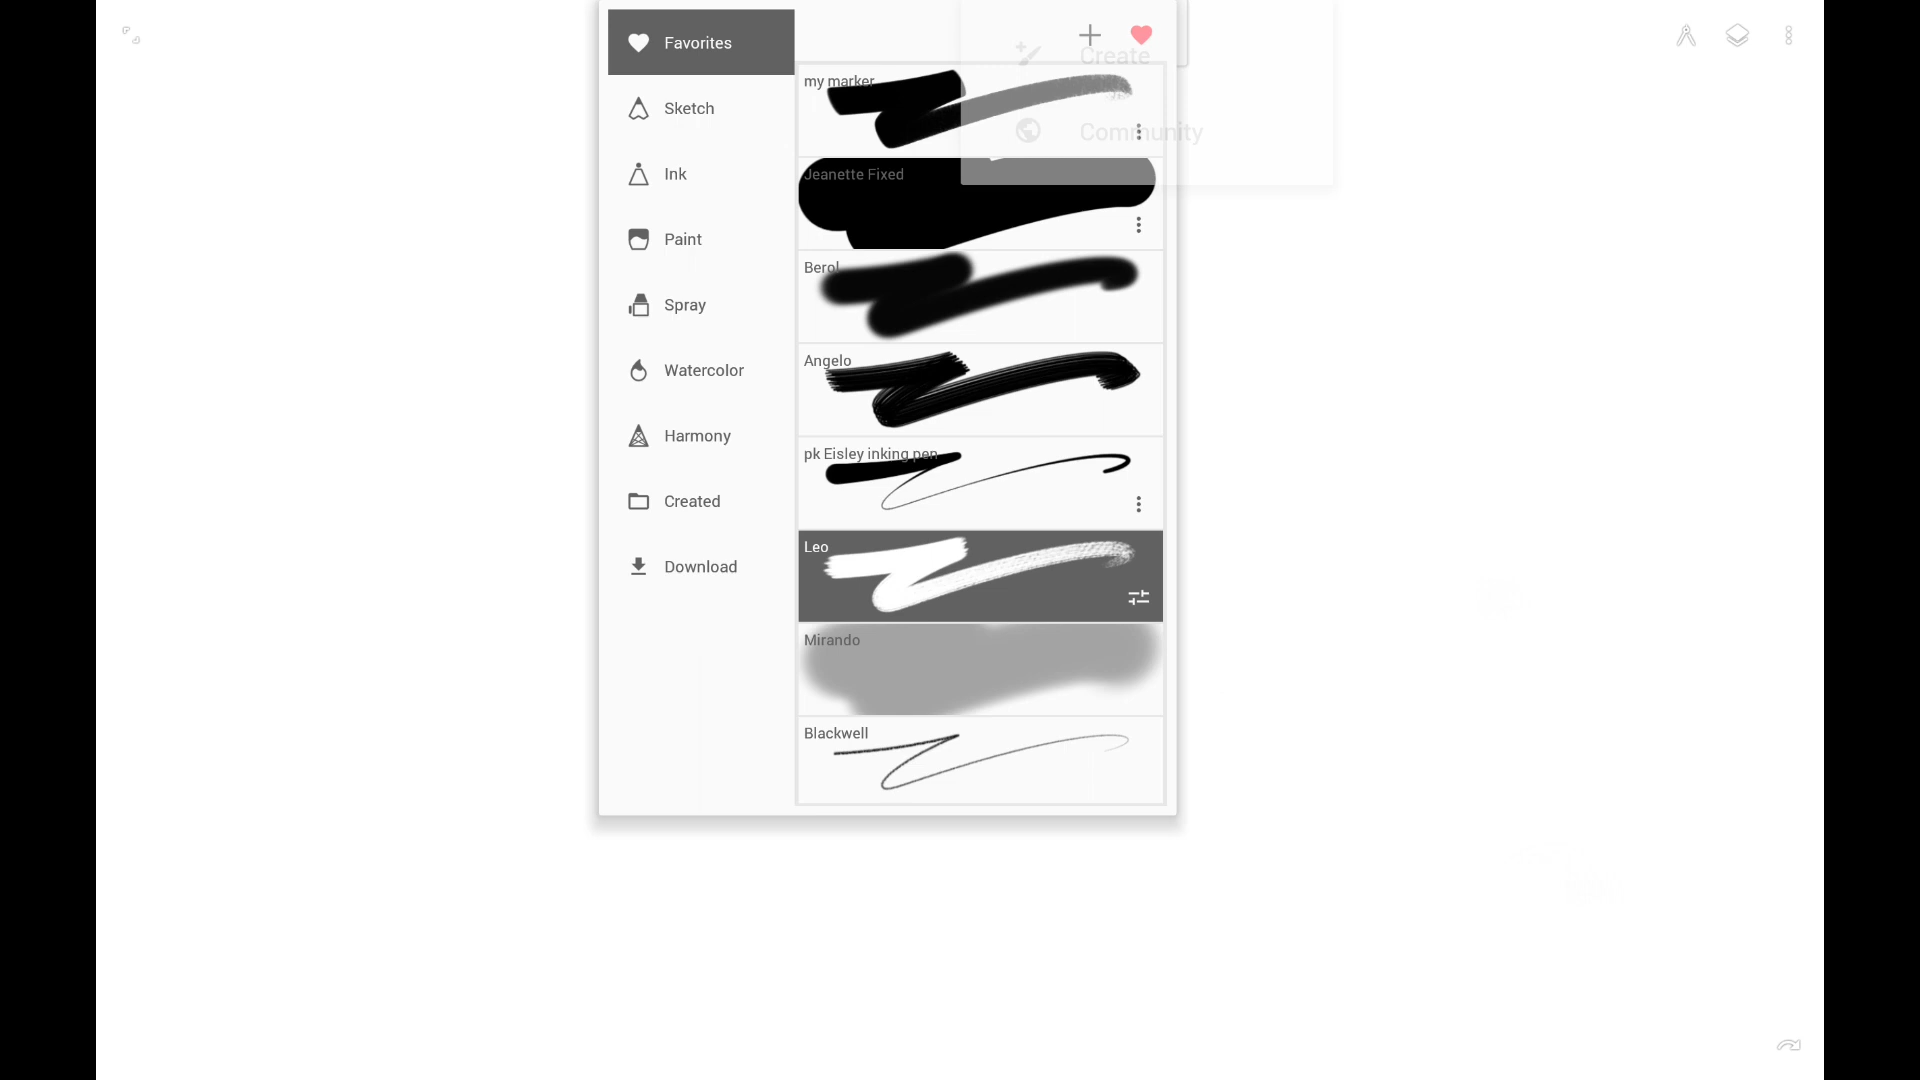 Favorites
Sketch
Ink
Paint
Spray
Watercolor
Harmony
Created
Download
Create
Community
my marker
Jeanette Fixed
Berol
Angelo
pk Eisley inking pen
Leo
Mirando
Blackwell